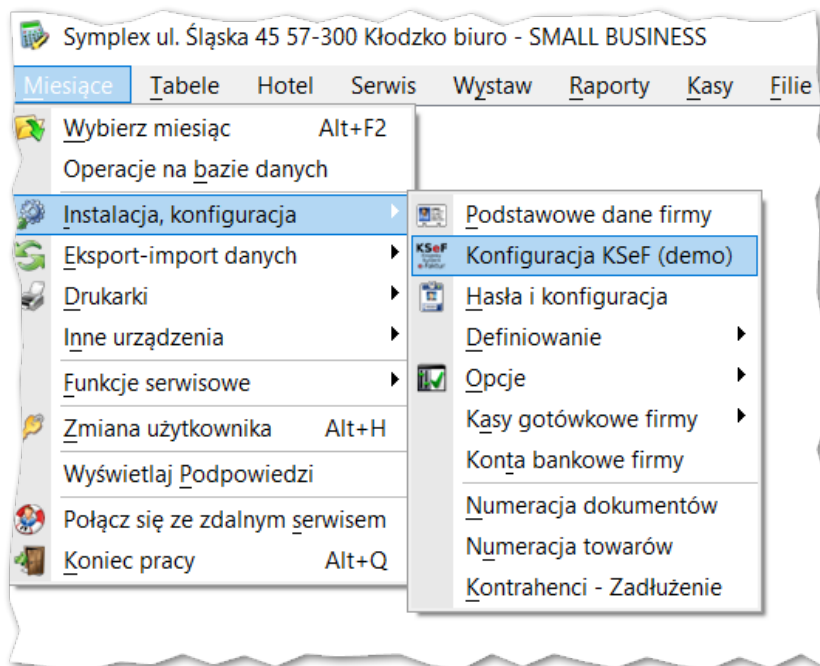 Symplex ul. Śląska 45 57-300 Kłodzko biuro - SMALL BUSINESS
Miesiące Tabele Hotel Serwis Wystaw Raporty Kasy Filie
Wybierz miesiąc Alt+F2
Operacje na bazie danych
Instalacja, konfiguracja
Eksport-import danych
Drukarki
Inne urządzenia
Funkcje serwisowe
Zmiana użytkownika Alt+H
Wyświetlaj Podpowiedzi
Połącz się ze zdalnym serwisem
Koniec pracy Alt+Q
Podstawowe dane firmy
KSeF
Konfiguracja KSeF (demo)
Hasła i konfiguracja
Definiowanie
Opcje
Kasy gotówkowe firmy
Konta bankowe firmy
Numeracja dokumentów
Numeracja towarów
Kontrahenci - Zadłużenie